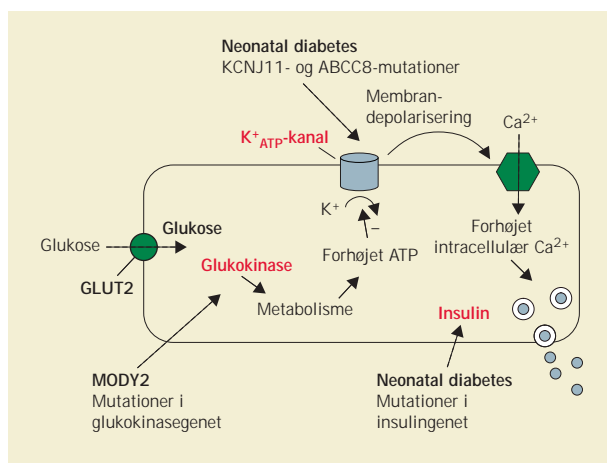 Neonatal diabetes
KCNJ11- og ABCC8-mutationer
Membran-
depolarisering
Ca²⁺
K⁺ATP-kanal
K⁺
–
Glukose
Glukose
GLUT2
Glukokinase
Forhøjet ATP
Metabolisme
Forhøjet
intracellulær Ca²⁺
Insulin
MODY2
Mutationer i
glukokinasegenet
Neonatal diabetes
Mutationer i
insulingenet